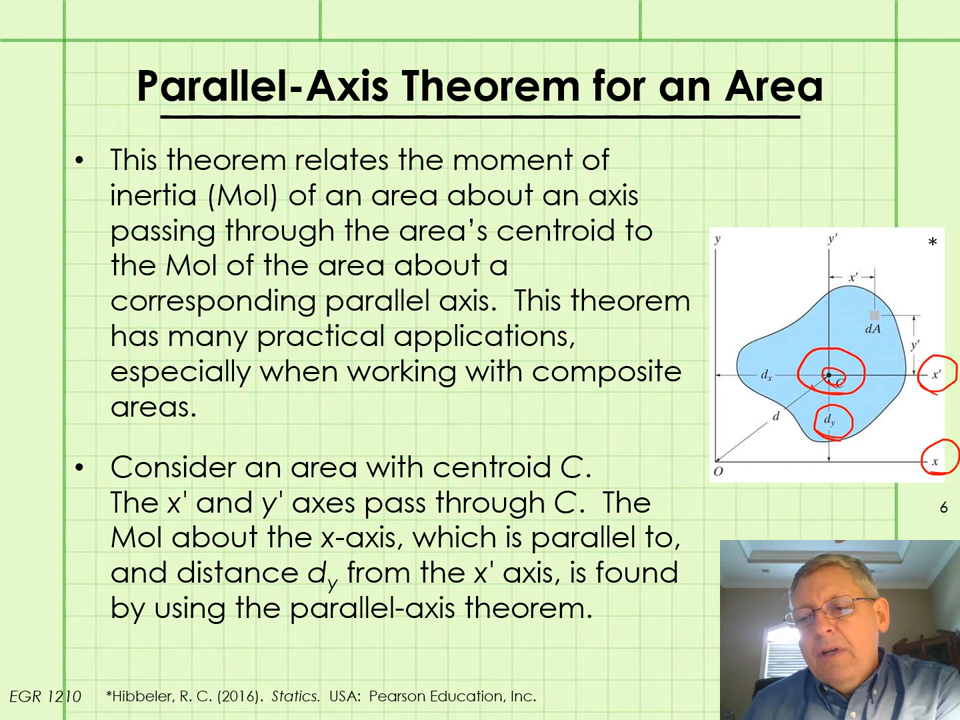 Parallel-Axis Theorem for an Area
• This theorem relates the moment of
inertia (MoI) of an area about an axis
passing through the area's centroid to
the MoI of the area about a
corresponding parallel axis. This theorem
has many practical applications,
especially when working with composite
areas.
• Consider an area with centroid C.
The x' and y' axes pass through C. The
MoI about the x-axis, which is parallel to,
and distance dy from the x' axis, is found
by using the parallel-axis theorem.
y
y'
*
x'
dA
y'
dx
C
x'
d
dy
x
O
6
EGR 1210
*Hibbeler, R. C. (2016). Statics. USA: Pearson Education, Inc.